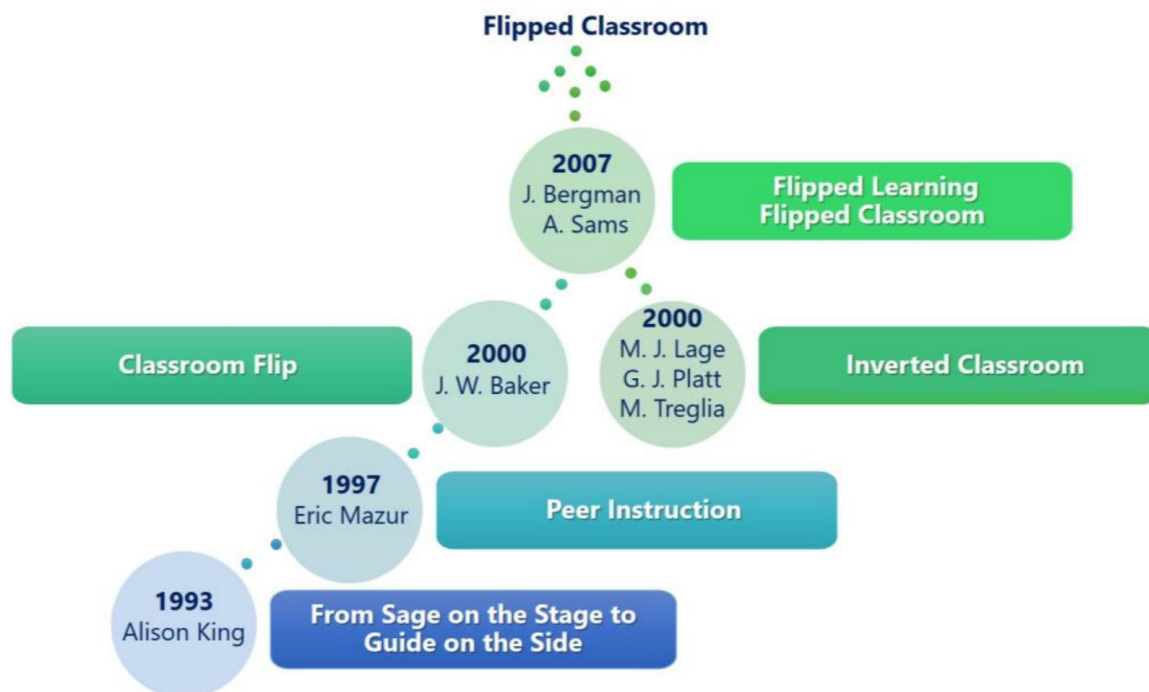 Flipped Classroom
2007
J. Bergman
A. Sams
Flipped Learning
Flipped Classroom
Classroom Flip
2000
J. W. Baker
2000
M. J. Lage
G. J. Platt
M. Treglia
Inverted Classroom
1997
Eric Mazur
Peer Instruction
1993
Alison King
From Sage on the Stage to
Guide on the Side